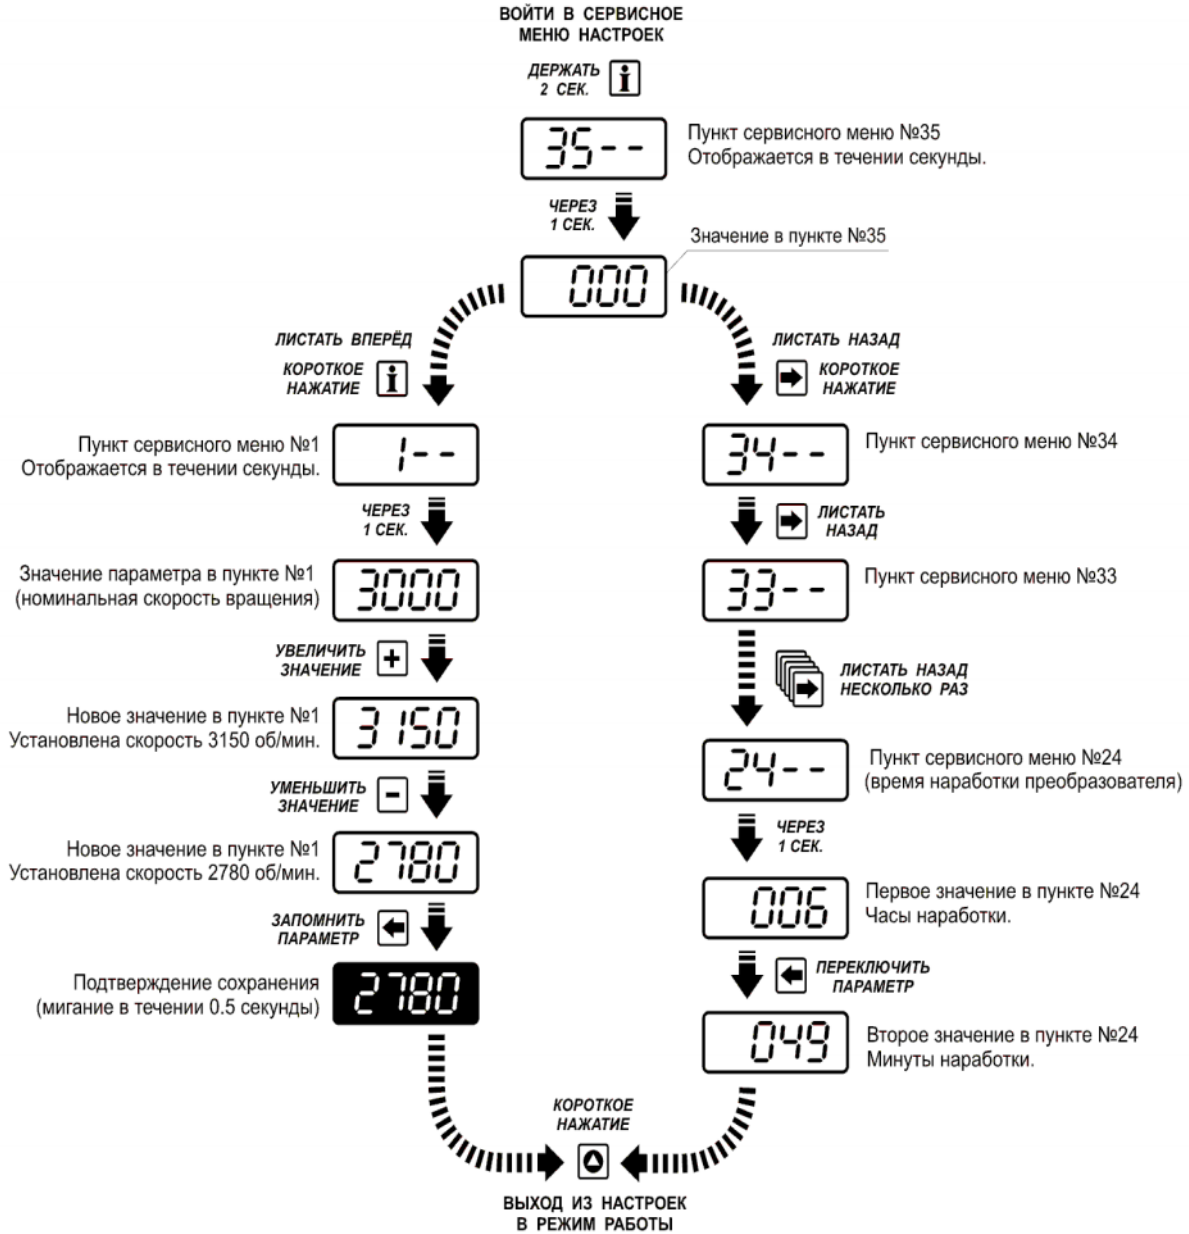 ВОЙТИ В СЕРВИСНОЕ
МЕНЮ НАСТРОЕК
ДЕРЖАТЬ
2 СЕК.
i
35--
Пункт сервисного меню №35
Отображается в течении секунды.
ЧЕРЕЗ
1 СЕК.
Значение в пункте №35
000
ЛИСТАТЬ ВПЕРЁД
КОРОТКОЕ
НАЖАТИЕ
i
Пункт сервисного меню №1
Отображается в течении секунды.
1--
ЧЕРЕЗ
1 СЕК.
Значение параметра в пункте №1
(номинальная скорость вращения)
3000
УВЕЛИЧИТЬ
ЗНАЧЕНИЕ
+
Новое значение в пункте №1
Установлена скорость 3150 об/мин.
3150
УМЕНЬШИТЬ
ЗНАЧЕНИЕ
-
Новое значение в пункте №1
Установлена скорость 2780 об/мин.
2780
ЗАПОМНИТЬ
ПАРАМЕТР
Подтверждение сохранения
(мигание в течении 0.5 секунды)
2780
ЛИСТАТЬ НАЗАД
КОРОТКОЕ
НАЖАТИЕ
34--
Пункт сервисного меню №34
ЛИСТАТЬ
НАЗАД
33--
Пункт сервисного меню №33
ЛИСТАТЬ НАЗАД
НЕСКОЛЬКО РАЗ
24--
Пункт сервисного меню №24
(время наработки преобразователя)
ЧЕРЕЗ
1 СЕК.
006
Первое значение в пункте №24
Часы наработки.
ПЕРЕКЛЮЧИТЬ
ПАРАМЕТР
049
Второе значение в пункте №24
Минуты наработки.
КОРОТКОЕ
НАЖАТИЕ
ВЫХОД ИЗ НАСТРОЕК
В РЕЖИМ РАБОТЫ